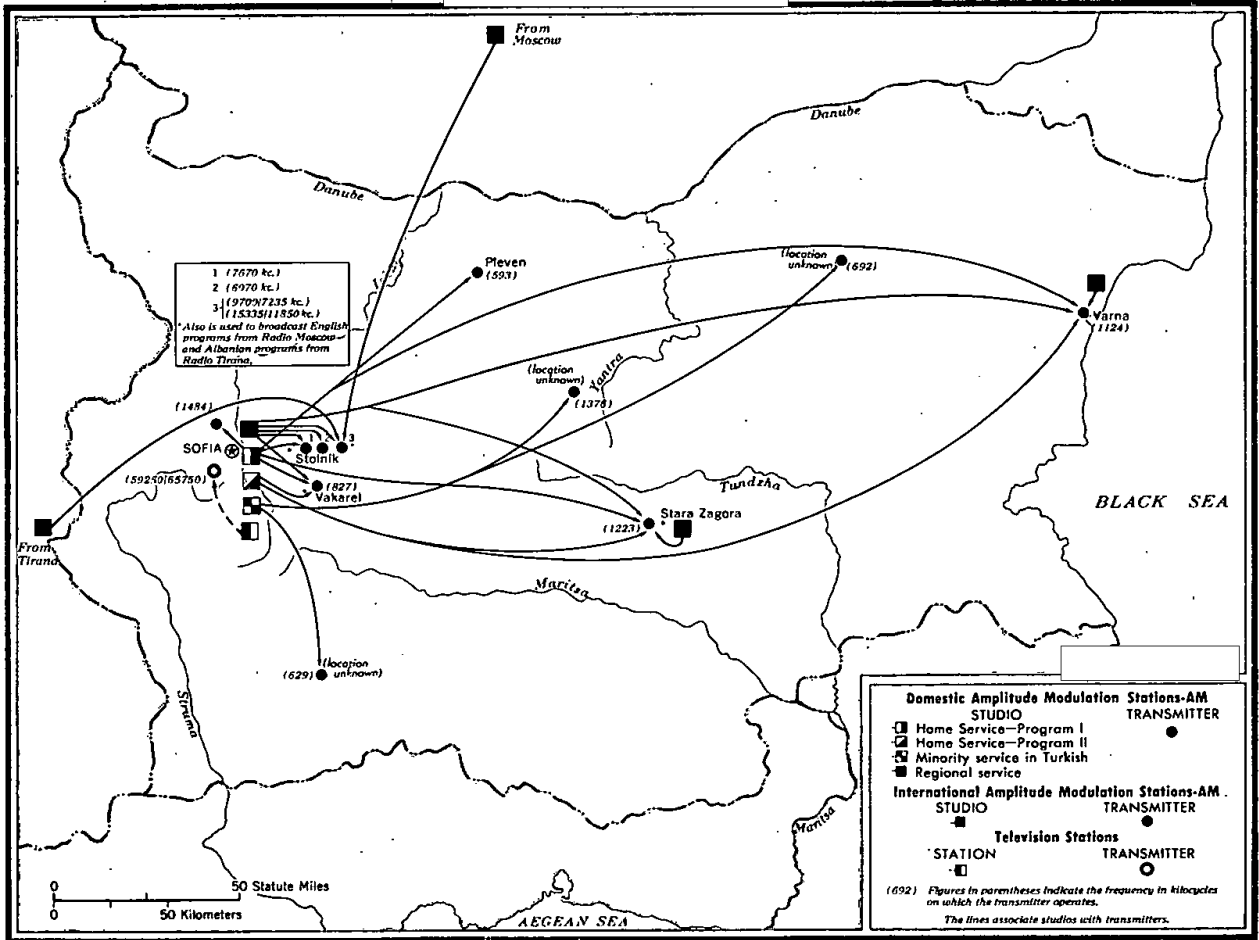 From
Moscow
Danube
Danube
Pleven
(593)
(location
unknown)
(692)
1 (7670 kc.)
2 (6070 kc.)
3 (9709)(7235 kc.)
(15335)(11850 kc.)
Also is used to broadcast English
programs from Radio Moscow
and Albanian programs from
Radio Tirana.
Varna
(1124)
(location
unknown)
(1378)
Yantra
(1484)
SOFIA
1 2 3
Stolnik
(59250)(65750)
(827)
Vakarel
Tundzha
BLACK SEA
Stara Zagora
(1223)
From
Tirana
Maritsa
(location
(629) unknown)
Struma
Maritsa
Domestic Amplitude Modulation Stations-AM
STUDIO TRANSMITTER
Home Service—Program I
Home Service—Program II
Minority service in Turkish
Regional service
International Amplitude Modulation Stations-AM
STUDIO TRANSMITTER
Television Stations
STATION TRANSMITTER
(692) Figures in parentheses indicate the frequency in kilocycles
on which the transmitter operates.
The lines associate studios with transmitters.
0 50 Statute Miles
0 50 Kilometers
AEGEAN SEA